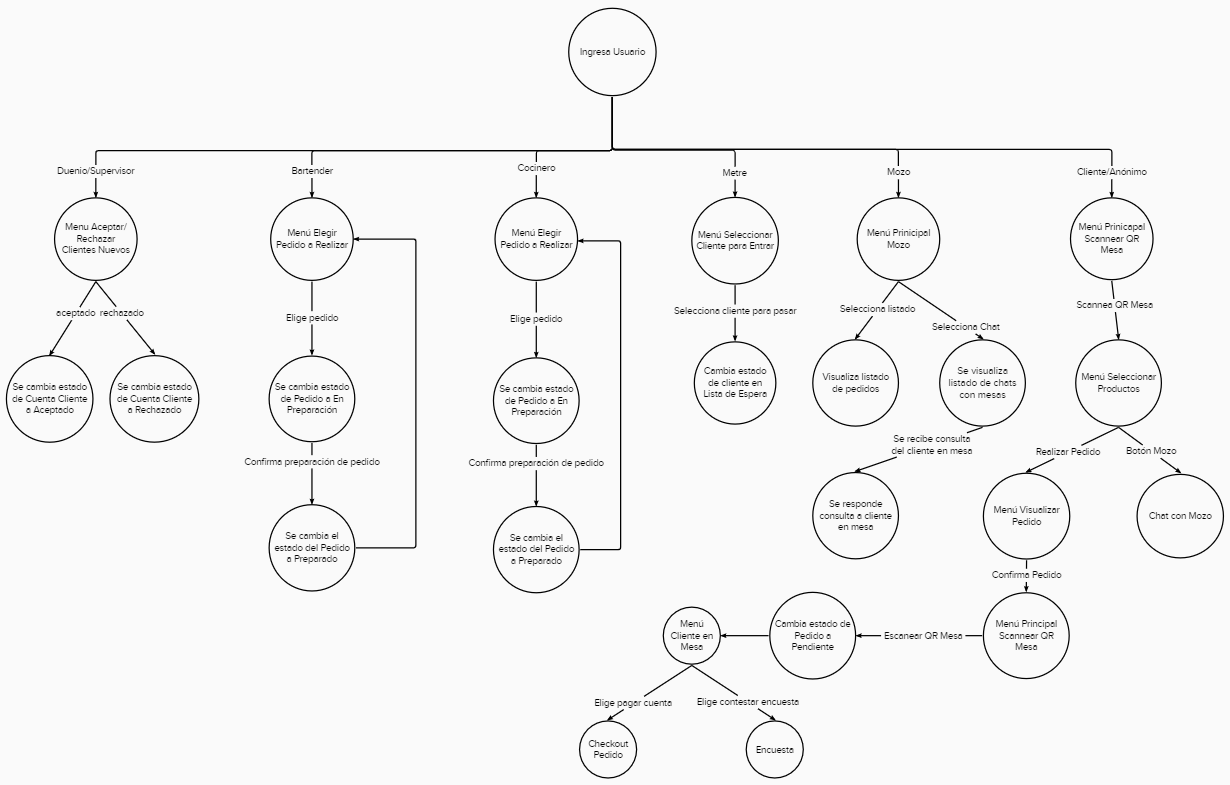 Ingresa Usuario
Duenio/Supervisor
Bartender
Cocinero
Metre
Mozo
Cliente/Anónimo
Menu Aceptar/
Rechazar
Clientes Nuevos
Menú Elegir
Pedido a Realizar
Menú Elegir
Pedido a Realizar
Menú Seleccionar
Cliente para Entrar
Menú Prinicipal
Mozo
Menú Prinicapal
Scannear QR
Mesa
aceptado
rechazado
Elige pedido
Elige pedido
Selecciona cliente para pasar
Selecciona listado
Selecciona Chat
Scannea QR Mesa
Se cambia estado
de Cuenta Cliente
a Aceptado
Se cambia estado
de Cuenta Cliente
a Rechazado
Se cambia estado
de Pedido a En
Preparación
Se cambia estado
de Pedido a En
Preparación
Cambia estado
de cliente en
Lista de Espera
Visualiza listado
de pedidos
Se visualiza
listado de chats
con mesas
Menú Seleccionar
Productos
Confirma preparación de pedido
Confirma preparación de pedido
Se recibe consulta
del cliente en mesa
Realizar Pedido
Botón Mozo
Se cambia el
estado del Pedido
a Preparado
Se cambia el
estado del Pedido
a Preparado
Se responde
consulta a cliente
en mesa
Menú Visualizar
Pedido
Chat con Mozo
Confirma Pedido
Menú Principal
Scannear QR
Mesa
Escanear QR Mesa
Cambia estado de
Pedido a
Pendiente
Menú
Cliente en
Mesa
Elige pagar cuenta
Elige contestar encuesta
Checkout
Pedido
Encuesta